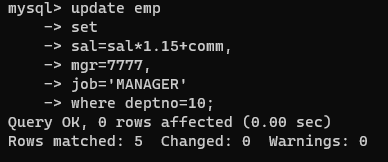 mysql> update emp
    -> set
    -> sal=sal*1.15+comm,
    -> mgr=7777,
    -> job='MANAGER'
    -> where deptno=10;
Query OK, 0 rows affected (0.00 sec)
Rows matched: 5  Changed: 0  Warnings: 0